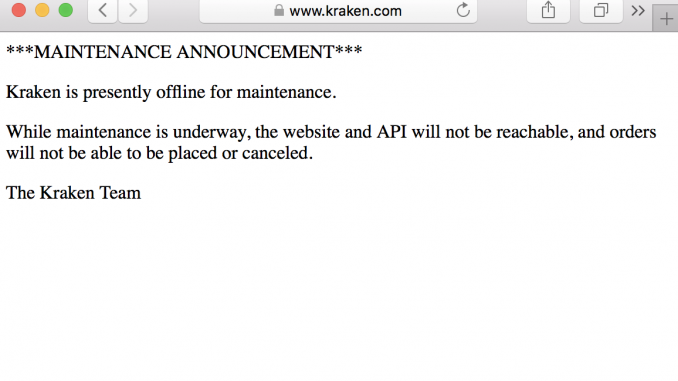 www.kraken.com
***MAINTENANCE ANNOUNCEMENT***
Kraken is presently offline for maintenance.
While maintenance is underway, the website and API will not be reachable, and orders
will not be able to be placed or canceled.
The Kraken Team